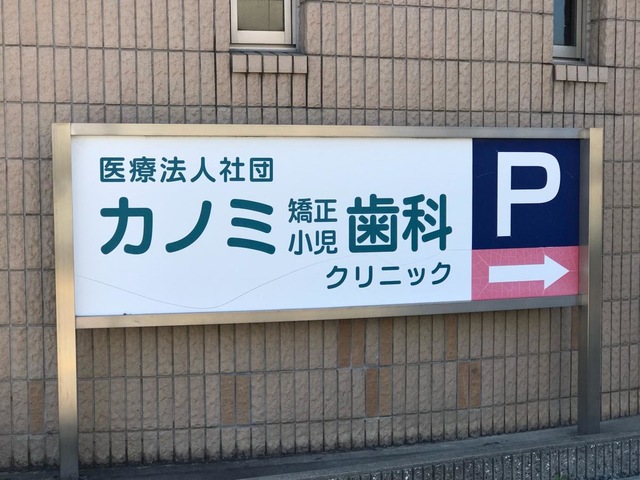 医療法人社団
カノミ矯正小児歯科
クリニック
P